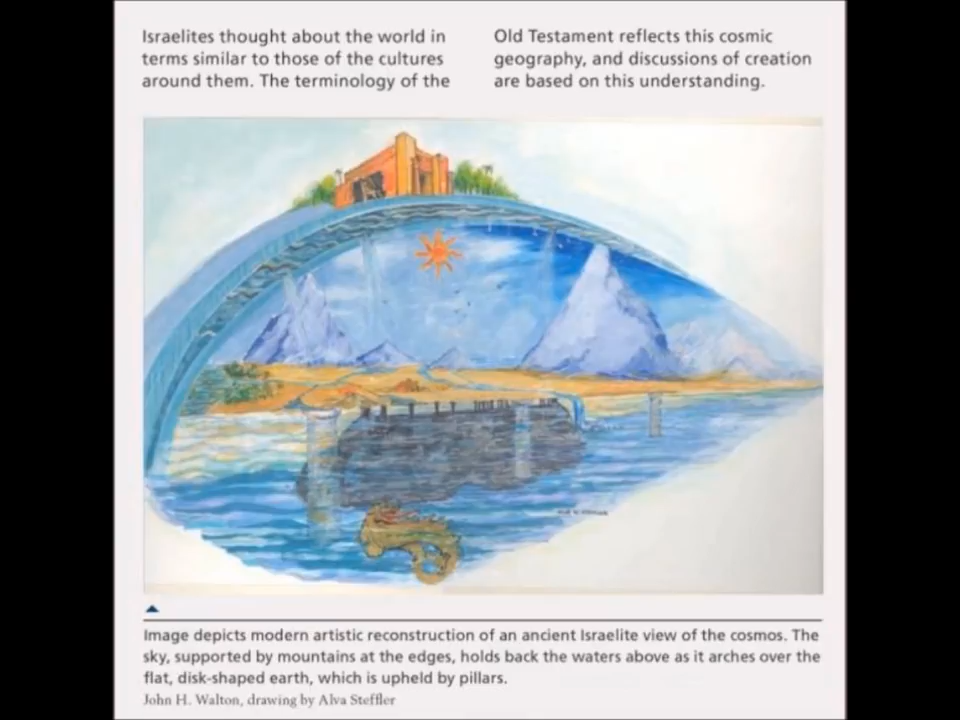 Israelites thought about the world in
terms similar to those of the cultures
around them. The terminology of the
Old Testament reflects this cosmic
geography, and discussions of creation
are based on this understanding.
Image depicts modern artistic reconstruction of an ancient Israelite view of the cosmos. The
sky, supported by mountains at the edges, holds back the waters above as it arches over the
flat, disk-shaped earth, which is upheld by pillars.
John H. Walton, drawing by Alva Steffler